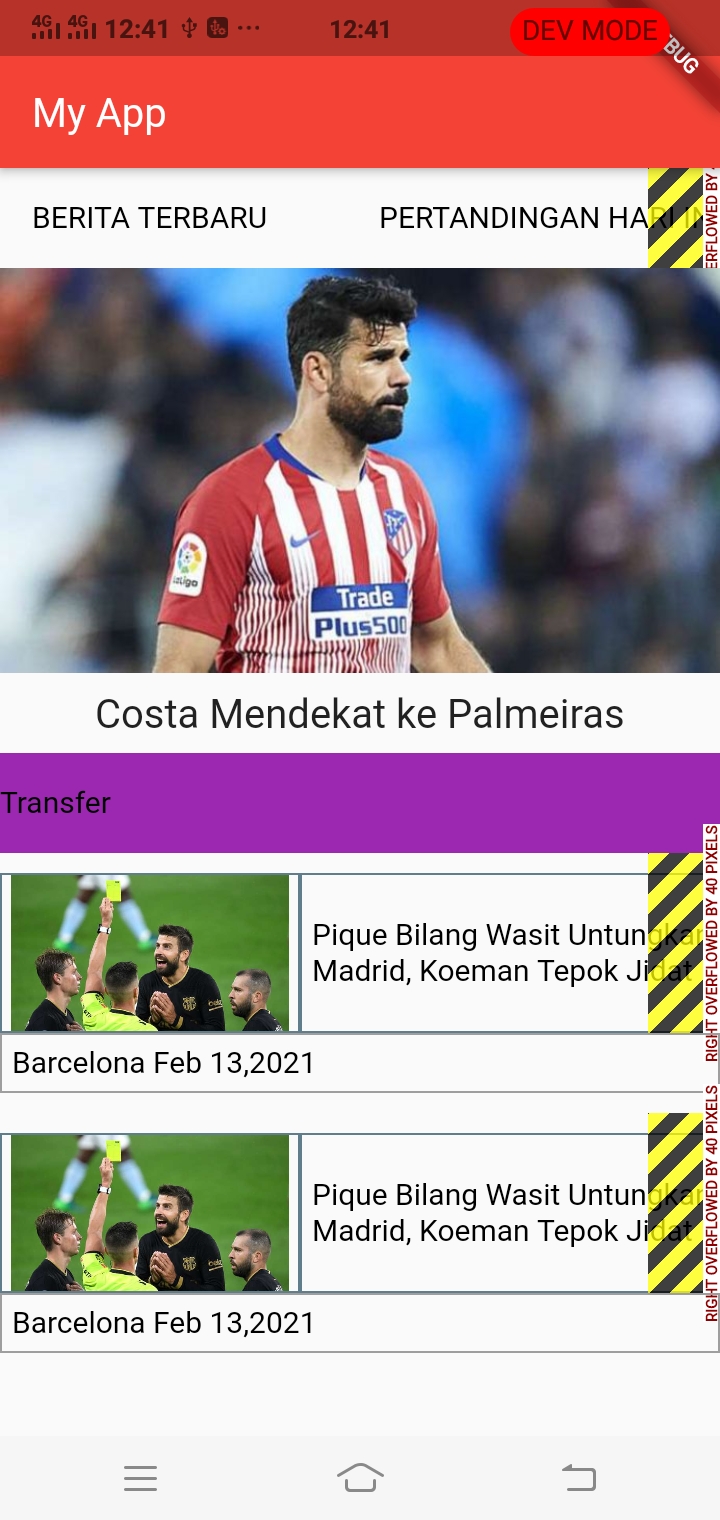 4G 4G 12:41 ... 12:41 DEV MODE
BUG
My App
BERITA TERBARU PERTANDINGAN HARI IN
ERFLOWED BY
LaLiga
Trade
Plus500
Costa Mendekat ke Palmeiras
Transfer
Pique Bilang Wasit Untungkan
Madrid, Koeman Tepok Jidat
RIGHT OVERFLOWED BY 40 PIXELS
Barcelona Feb 13,2021
Pique Bilang Wasit Untungkan
Madrid, Koeman Tepok Jidat
RIGHT OVERFLOWED BY 40 PIXELS
Barcelona Feb 13,2021